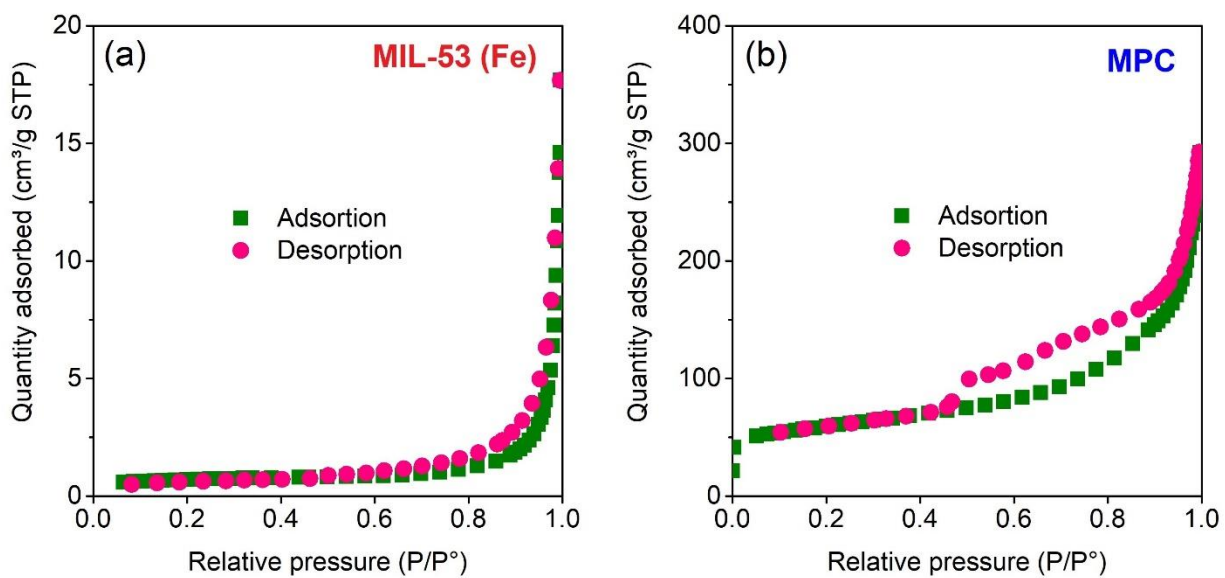 (a)
MIL-53 (Fe)
Quantity adsorbed (cm³/g STP)
20
15
10
5
0
Adsortion
Desorption
0.0 0.2 0.4 0.6 0.8 1.0
Relative pressure (P/P°)
(b)
MPC
Quantity adsorbed (cm³/g STP)
400
300
200
100
0
Adsortion
Desorption
0.0 0.2 0.4 0.6 0.8 1.0
Relative pressure (P/P°)